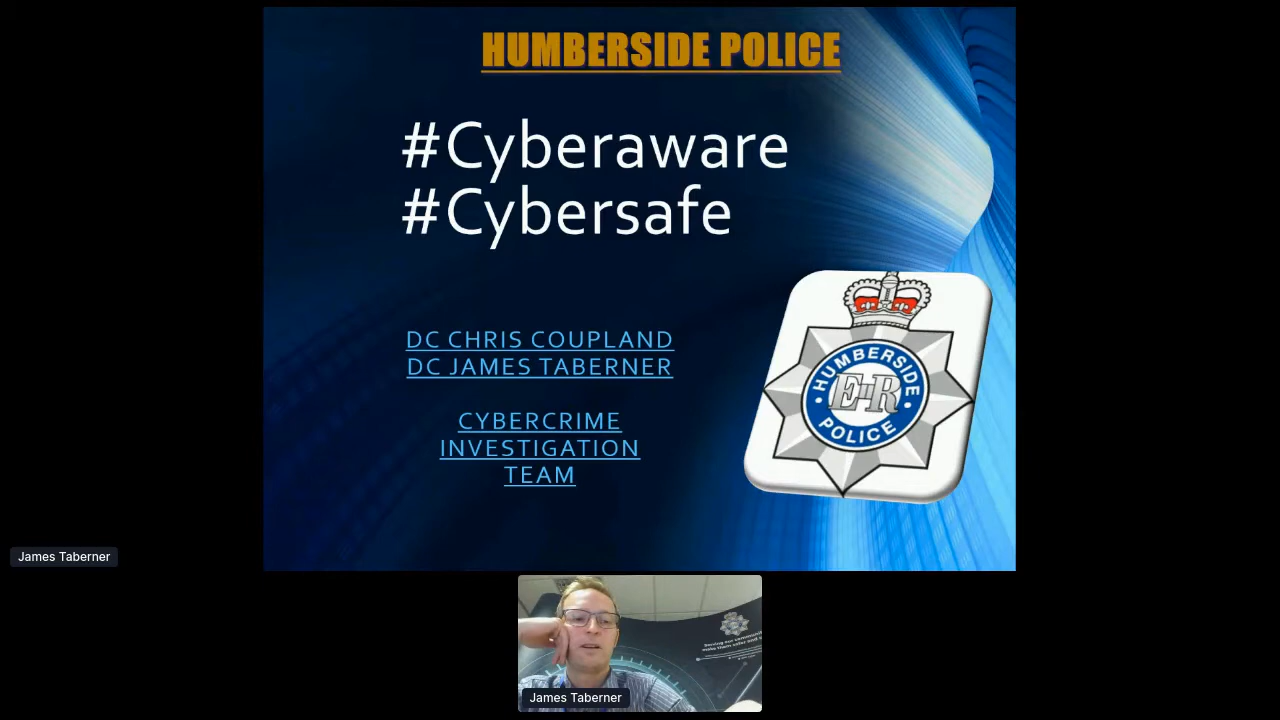 HUMBERSIDE POLICE
#Cyberaware
#Cybersafe
DC CHRIS COUPLAND
DC JAMES TABERNER
CYBERCRIME
INVESTIGATION
TEAM
HUMBERSIDE
EIIR
POLICE
James Taberner
James Taberner